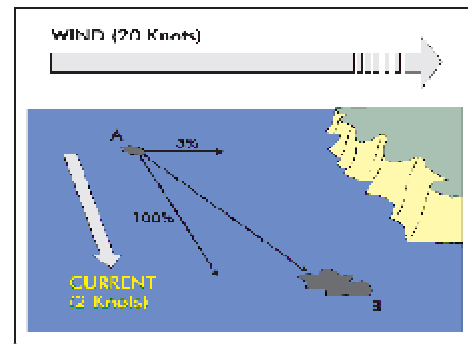 WIND (20 Knots)
A
3%
100%
CURRENT
(2 Knots)
B